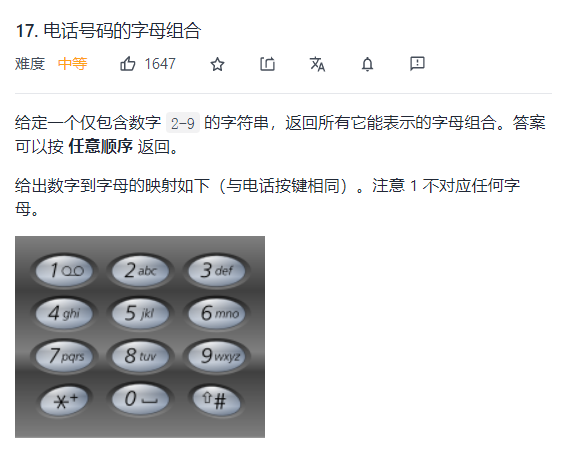 17. 电话号码的字母组合
难度 中等 1647
给定一个仅包含数字 2-9 的字符串，返回所有它能表示的字母组合。答案
可以按 任意顺序 返回。
给出数字到字母的映射如下（与电话按键相同）。注意 1 不对应任何字
母。
1 2 abc 3 def
4 ghi 5 jkl 6 mno
7 pqrs 8 tuv 9 wxyz
*+ 0 #